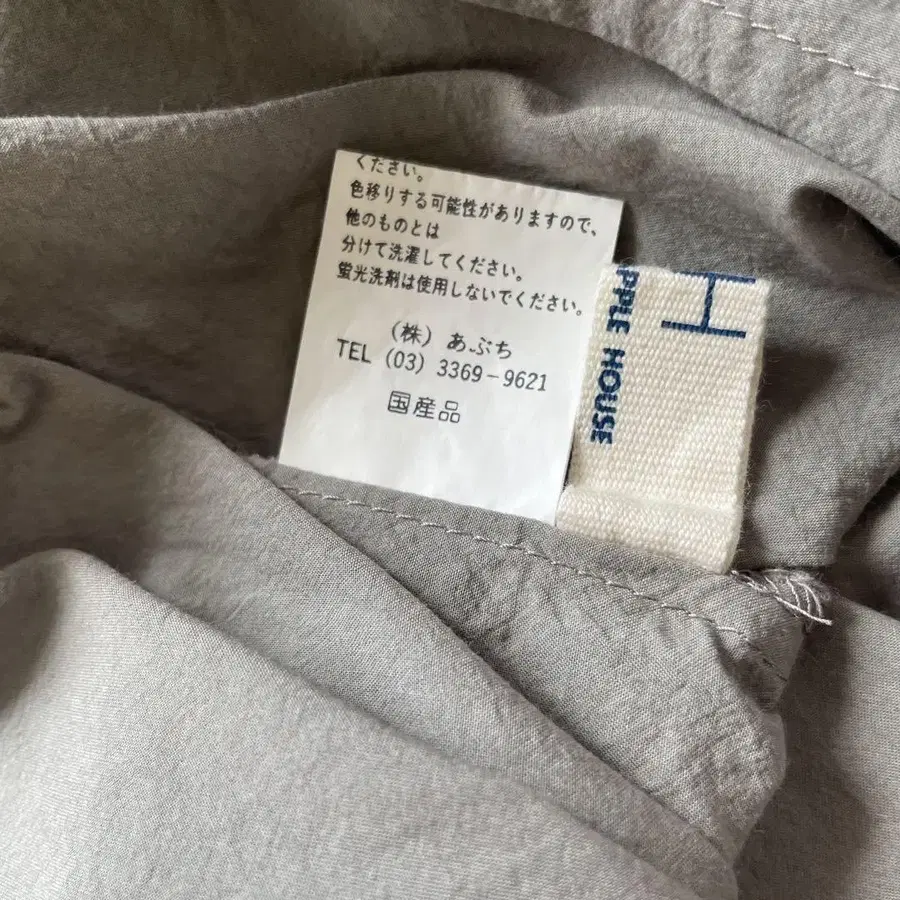 ください。
色移りする可能性がありますので、
他のものとは
分けて洗濯してください。
蛍光洗剤は使用しないでください。
(株) あぷち
TEL (03) 3369-9621
国産品
H
PPLE HOUSE